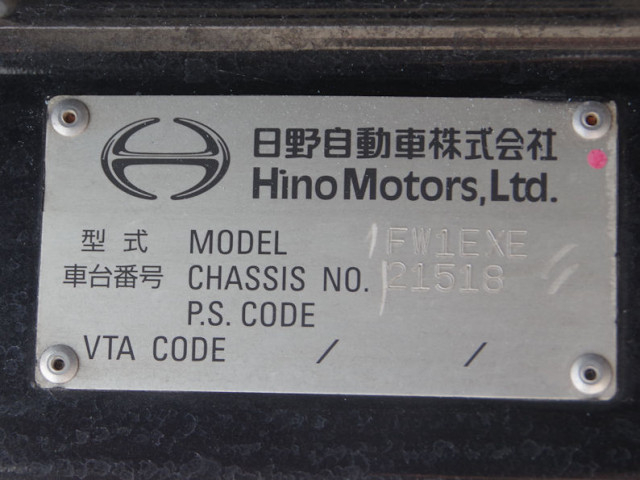 日野自動車株式会社
Hino Motors, Ltd.
型式 MODEL FW1EXE
車台番号 CHASSIS NO. 21518
P.S. CODE
VTA CODE / /